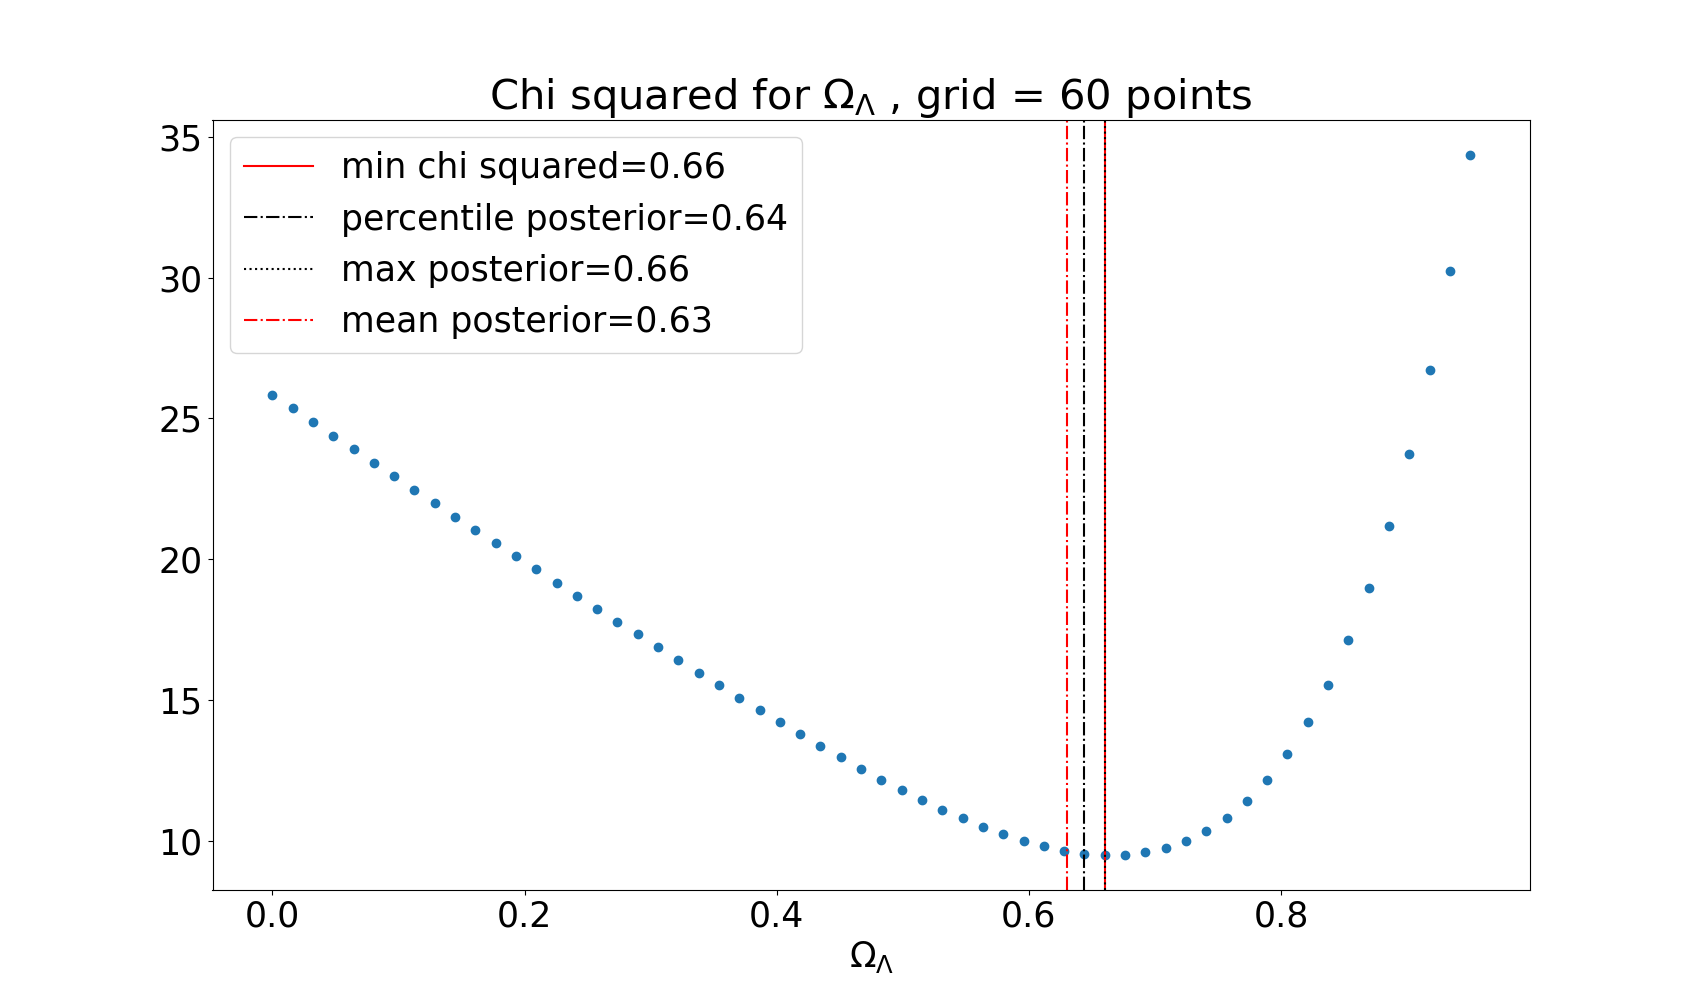 Chi squared for Ω_Λ , grid = 60 points
35
30
25
20
15
10
min chi squared=0.66
percentile posterior=0.64
max posterior=0.66
mean posterior=0.63
0.0 0.2 0.4 0.6 0.8
Ω_Λ